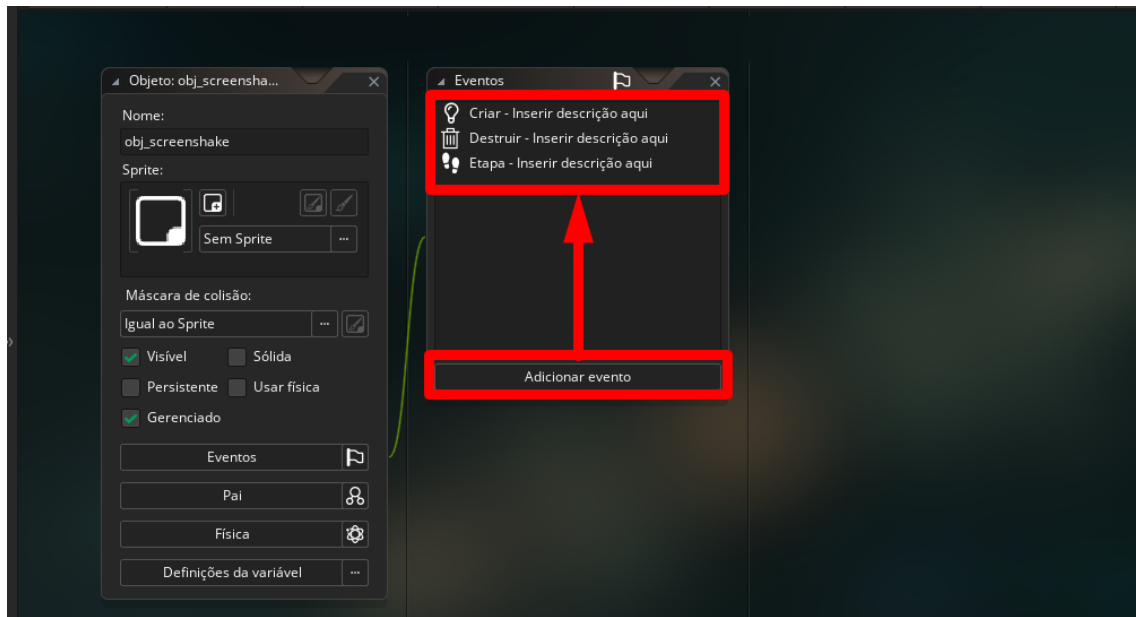 Objeto: obj_screensha...
Nome:
obj_screenshake
Sprite:
Sem Sprite
...
Máscara de colisão:
Igual ao Sprite
...
Visível
Sólida
Persistente
Usar física
Gerenciado
Eventos
Pai
Física
Definições da variável
...
Eventos
Criar - Inserir descrição aqui
Destruir - Inserir descrição aqui
Etapa - Inserir descrição aqui
Adicionar evento